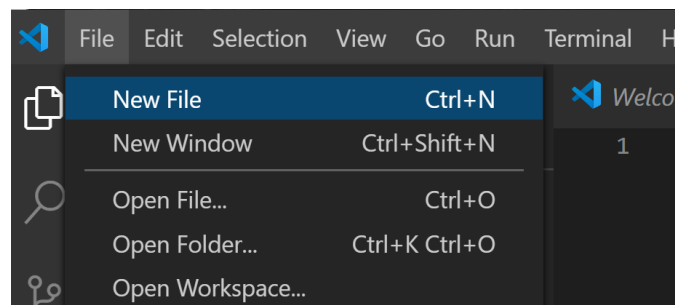 File Edit Selection View Go Run Terminal H
New File Ctrl+N
Welco
New Window Ctrl+Shift+N
1
Open File... Ctrl+O
Open Folder... Ctrl+K Ctrl+O
Open Workspace...